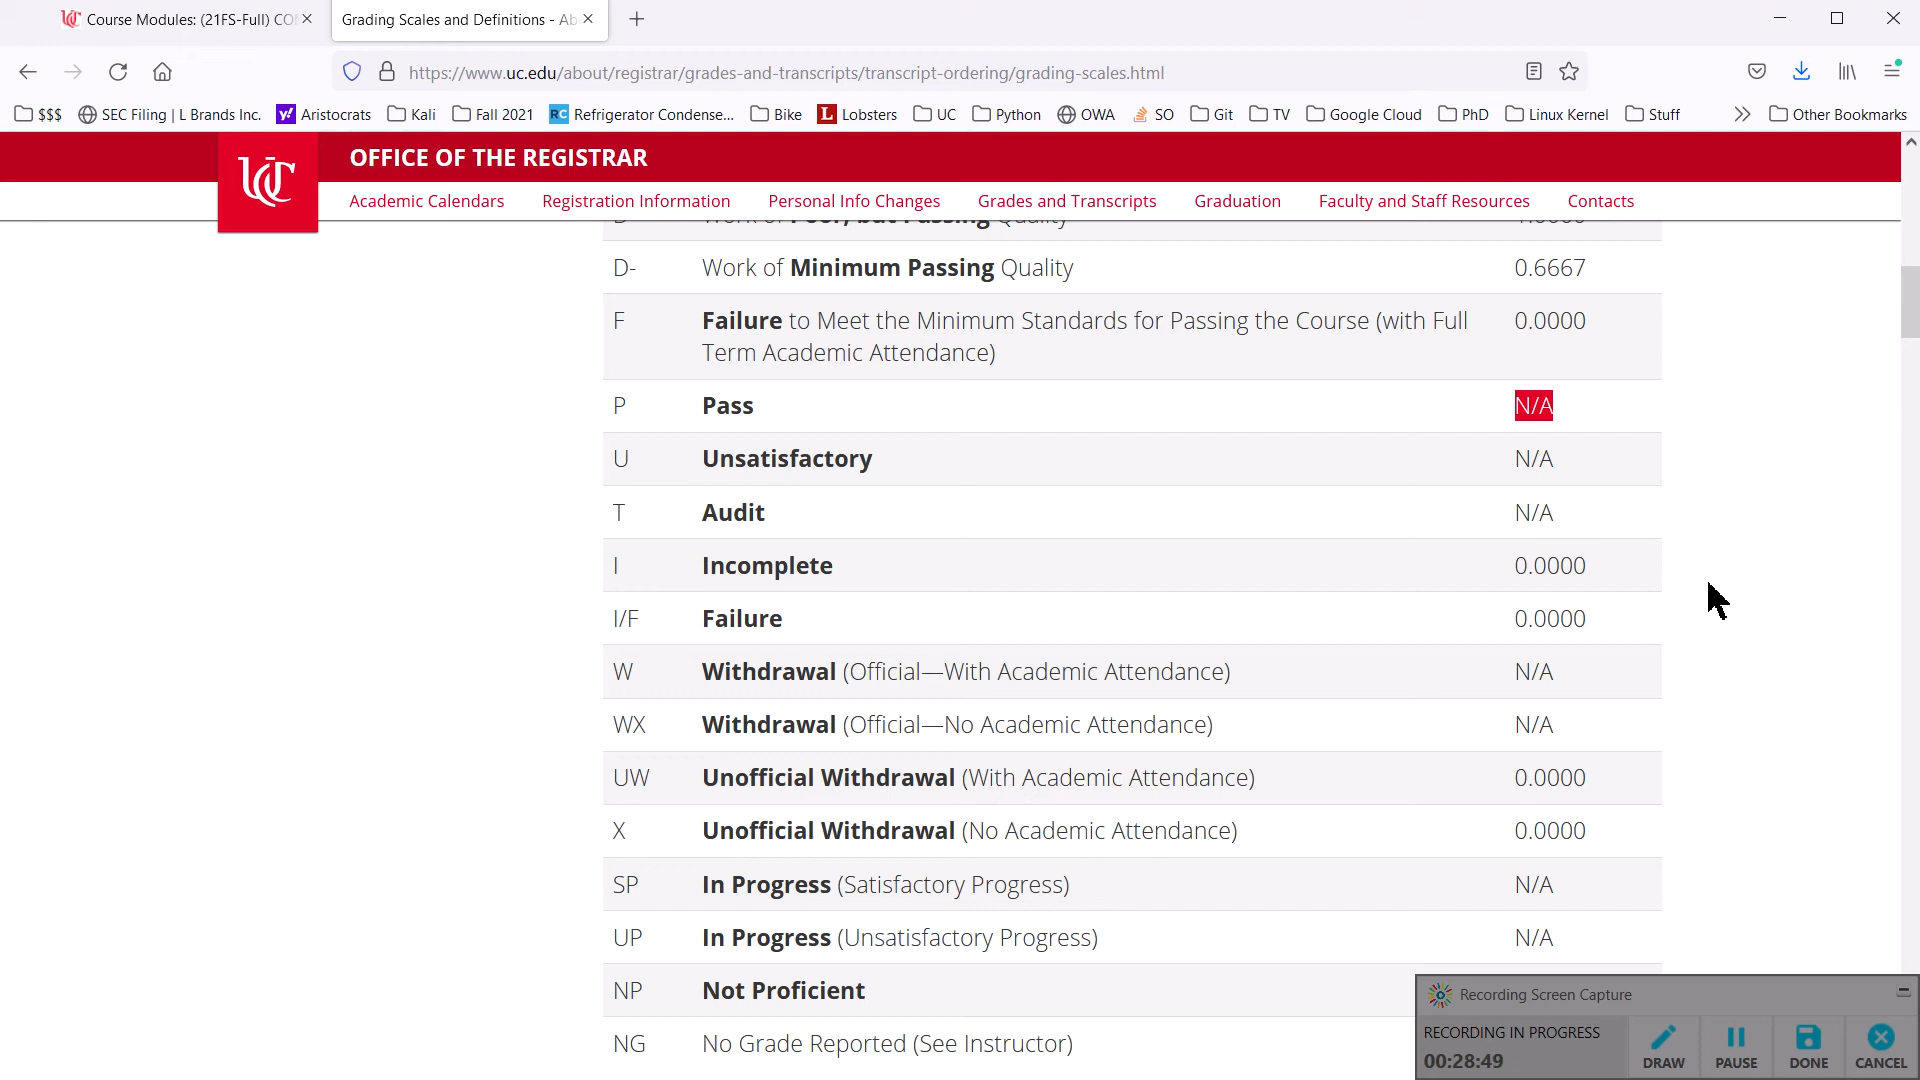 Course Modules: (21FS-Full) CO
Grading Scales and Definitions - Ab
https://www.uc.edu/about/registrar/grades-and-transcripts/transcript-ordering/grading-scales.html
$$$ SEC Filing | L Brands Inc. Aristocrats Kali Fall 2021 RC Refrigerator Condense... Bike L Lobsters UC Python OWA SO Git TV Google Cloud PhD Linux Kernel Stuff Other Bookmarks
UC OFFICE OF THE REGISTRAR
Academic Calendars Registration Information Personal Info Changes Grades and Transcripts Graduation Faculty and Staff Resources Contacts
D Work of Poor, but Passing Quality
D- Work of Minimum Passing Quality 0.6667
F Failure to Meet the Minimum Standards for Passing the Course (with Full 0.0000
Term Academic Attendance)
P Pass N/A
U Unsatisfactory N/A
T Audit N/A
I Incomplete 0.0000
I/F Failure 0.0000
W Withdrawal (Official—With Academic Attendance) N/A
WX Withdrawal (Official—No Academic Attendance) N/A
UW Unofficial Withdrawal (With Academic Attendance) 0.0000
X Unofficial Withdrawal (No Academic Attendance) 0.0000
SP In Progress (Satisfactory Progress) N/A
UP In Progress (Unsatisfactory Progress) N/A
NP Not Proficient
NG No Grade Reported (See Instructor)
Recording Screen Capture
RECORDING IN PROGRESS
00:28:49
DRAW PAUSE DONE CANCEL